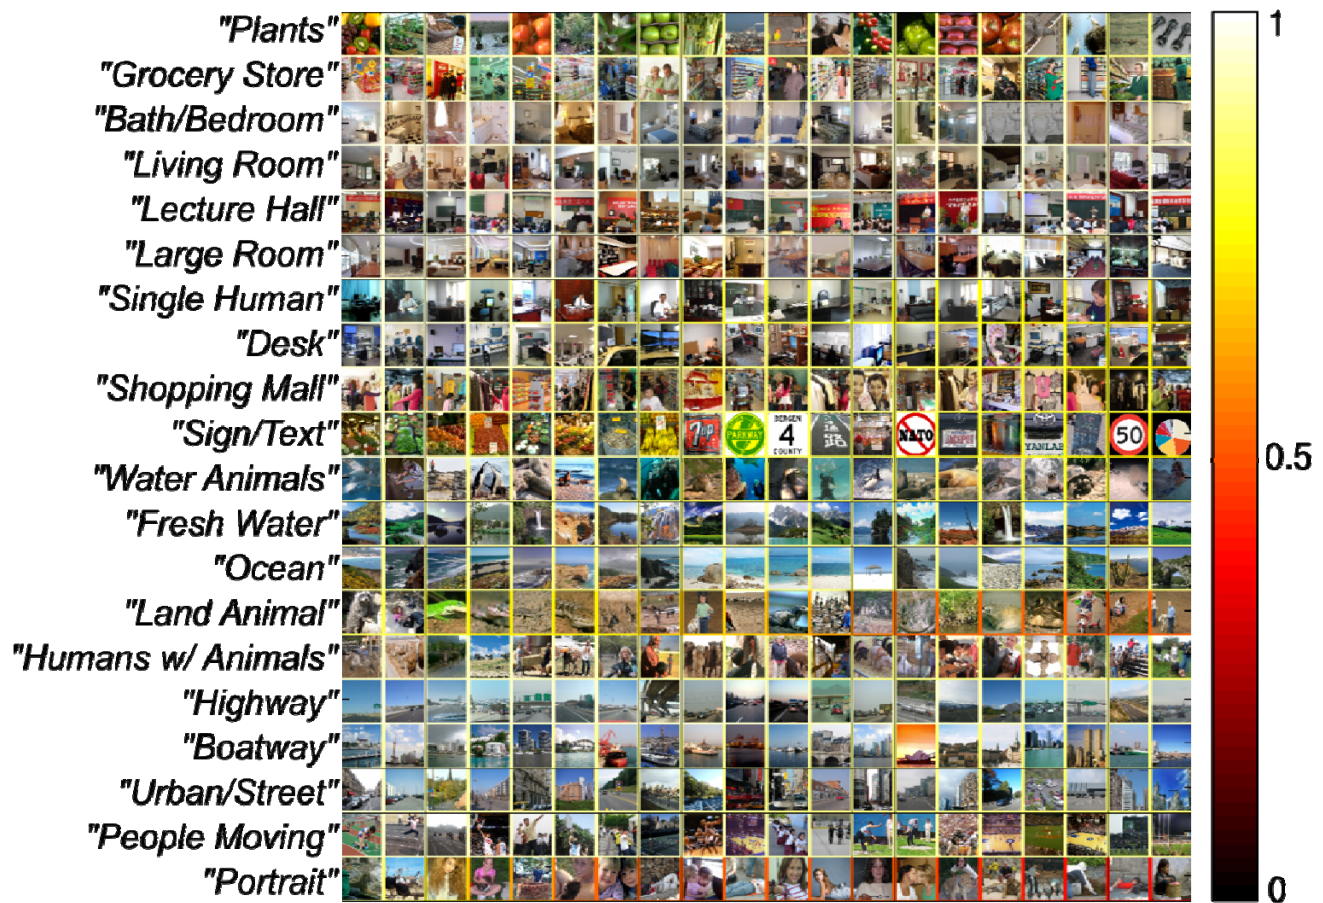 "Plants"
"Grocery Store"
"Bath/Bedroom"
"Living Room"
"Lecture Hall"
"Large Room"
"Single Human"
"Desk"
"Shopping Mall"
"Sign/Text"
7UP
PARKWAY
BERGEN
4
COUNTY
NATO
YANLAB
50
"Water Animals"
"Fresh Water"
"Ocean"
"Land Animal"
"Humans w/ Animals"
"Highway"
"Boatway"
"Urban/Street"
"People Moving"
"Portrait"
1
0.5
0